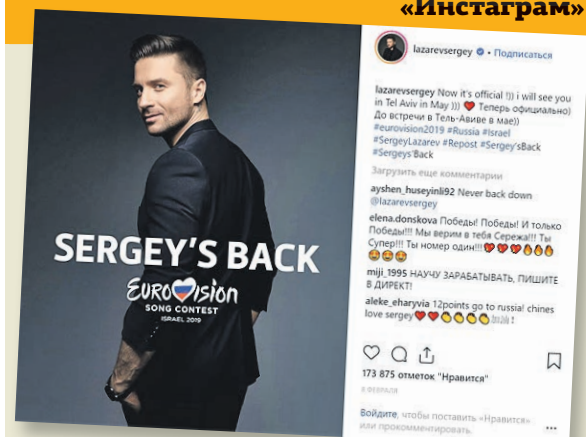 «Инстаграм»
lazarevsergey • Подписаться
lazarevsergey Now it's official !)) i will see you
in Tel Aviv in May ))) ❤ Теперь официально)
До встречи в Тель-Авиве в мае))
#eurovision2019 #Russia #Israel
#SergeyLazarev #Repost #Sergey'sBack
#Sergeys'Back
Загрузить еще комментарии
ayshen_huseyinli92 Never back down
@lazarevsergey
elena.donskova Победы! Победы! И только
Победы!!! Мы верим в тебя Сережа!!! Ты
Супер!!! Ты номер один!!!❤❤❤🔥🔥🔥
🤩🤩🤩
miji_1995 НАУЧУ ЗАРАБАТЫВАТЬ, ПИШИТЕ
В ДИРЕКТ!
aleke_eharyvia 12points go to russia! chines
love sergey❤❤👏👏👏👏 !
173 875 отметок "Нравится"
8 ФЕВРАЛЯ
Войдите, чтобы поставить «Нравится»
или прокомментировать.
SERGEY'S BACK
EUROVISION
SONG CONTEST
ISRAEL 2019